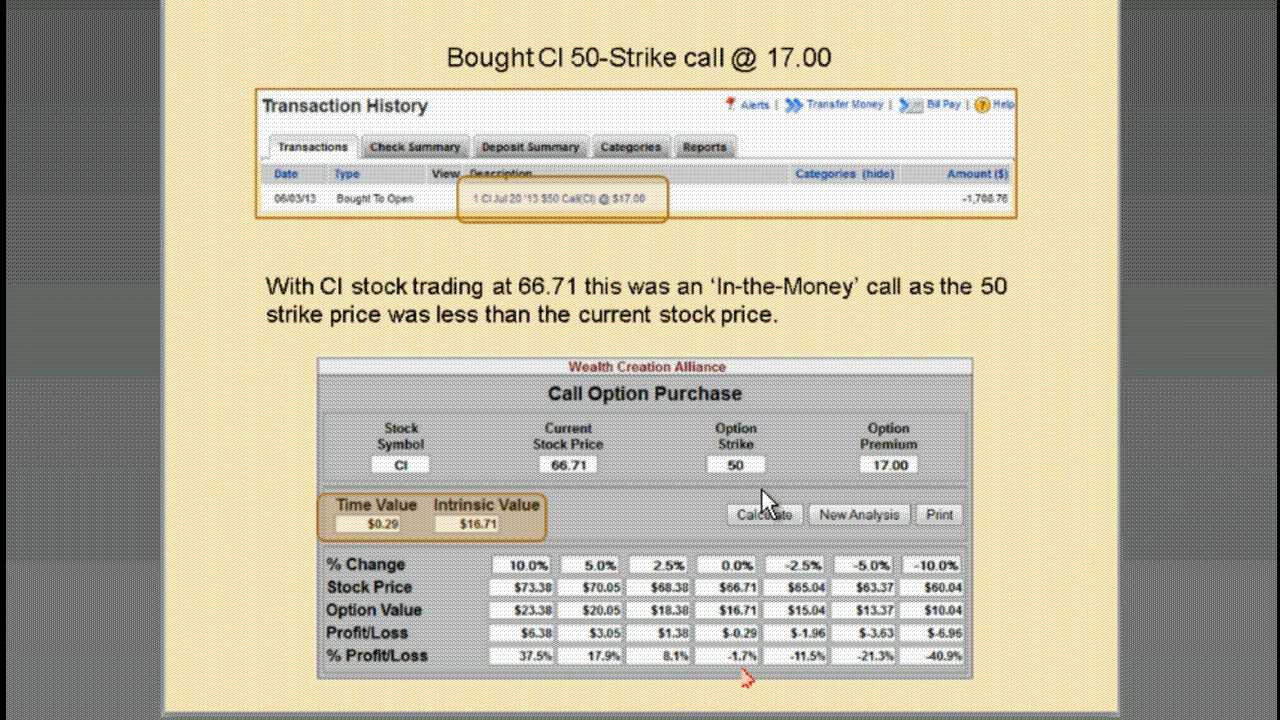 Bought CI 50-Strike call @ 17.00
Transaction History
Alerts | Transfer Money | Bill Pay | Help
Transactions Check Summary Deposit Summary Categories Reports
Date Type View Description Categories (hide) Amount ($)
06/03/13 Bought To Open 1 CI Jul 20 '13 $50 Call(CI) @ $17.00
With CI stock trading at 66.71 this was an ‘In-the-Money’ call as the 50
strike price was less than the current stock price.
Wealth Creation Alliance
Call Option Purchase
Stock Current Option Option
Symbol Stock Price Strike Premium
CI 66.71 50 17.00
Time Value Intrinsic Value
$0.29 $16.71
Calculate New Analysis Print
% Change 10.0% 5.0% 2.5% 0.0% -2.5% -5.0% -10.0%
Stock Price $73.38 $70.05 $68.38 $66.71 $65.04 $63.37 $60.04
Option Value $23.38 $20.05 $18.38 $16.71 $15.04 $13.37 $10.04
Profit/Loss $6.38 $3.05 $1.38 $-0.29 $-1.96 $-3.63 $-6.96
% Profit/Loss 37.5% 17.9% 8.1% -1.7% -11.5% -21.3% -40.9%